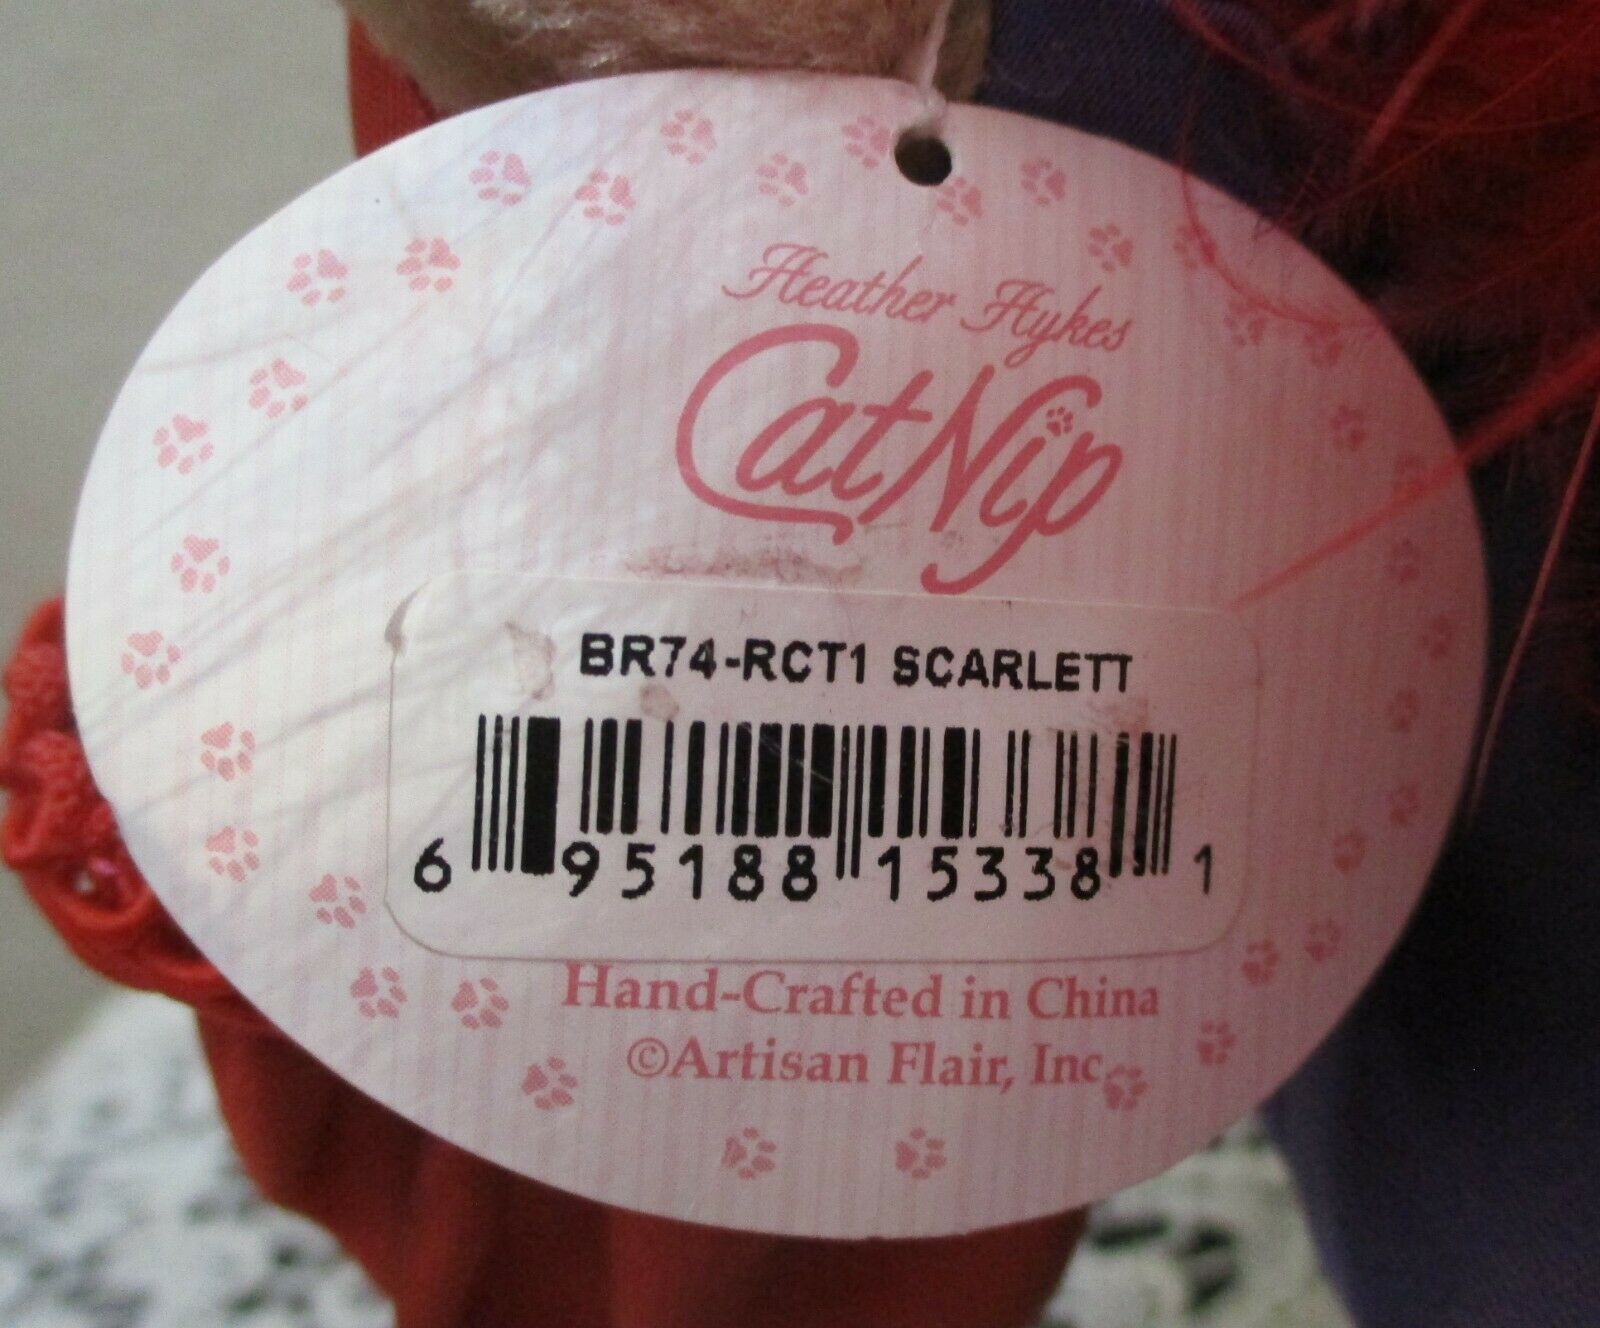 Heather Hykes
CatNip
BR74-RCT1 SCARLETT
6 95188 15338 1
Hand-Crafted in China
©Artisan Flair, Inc.